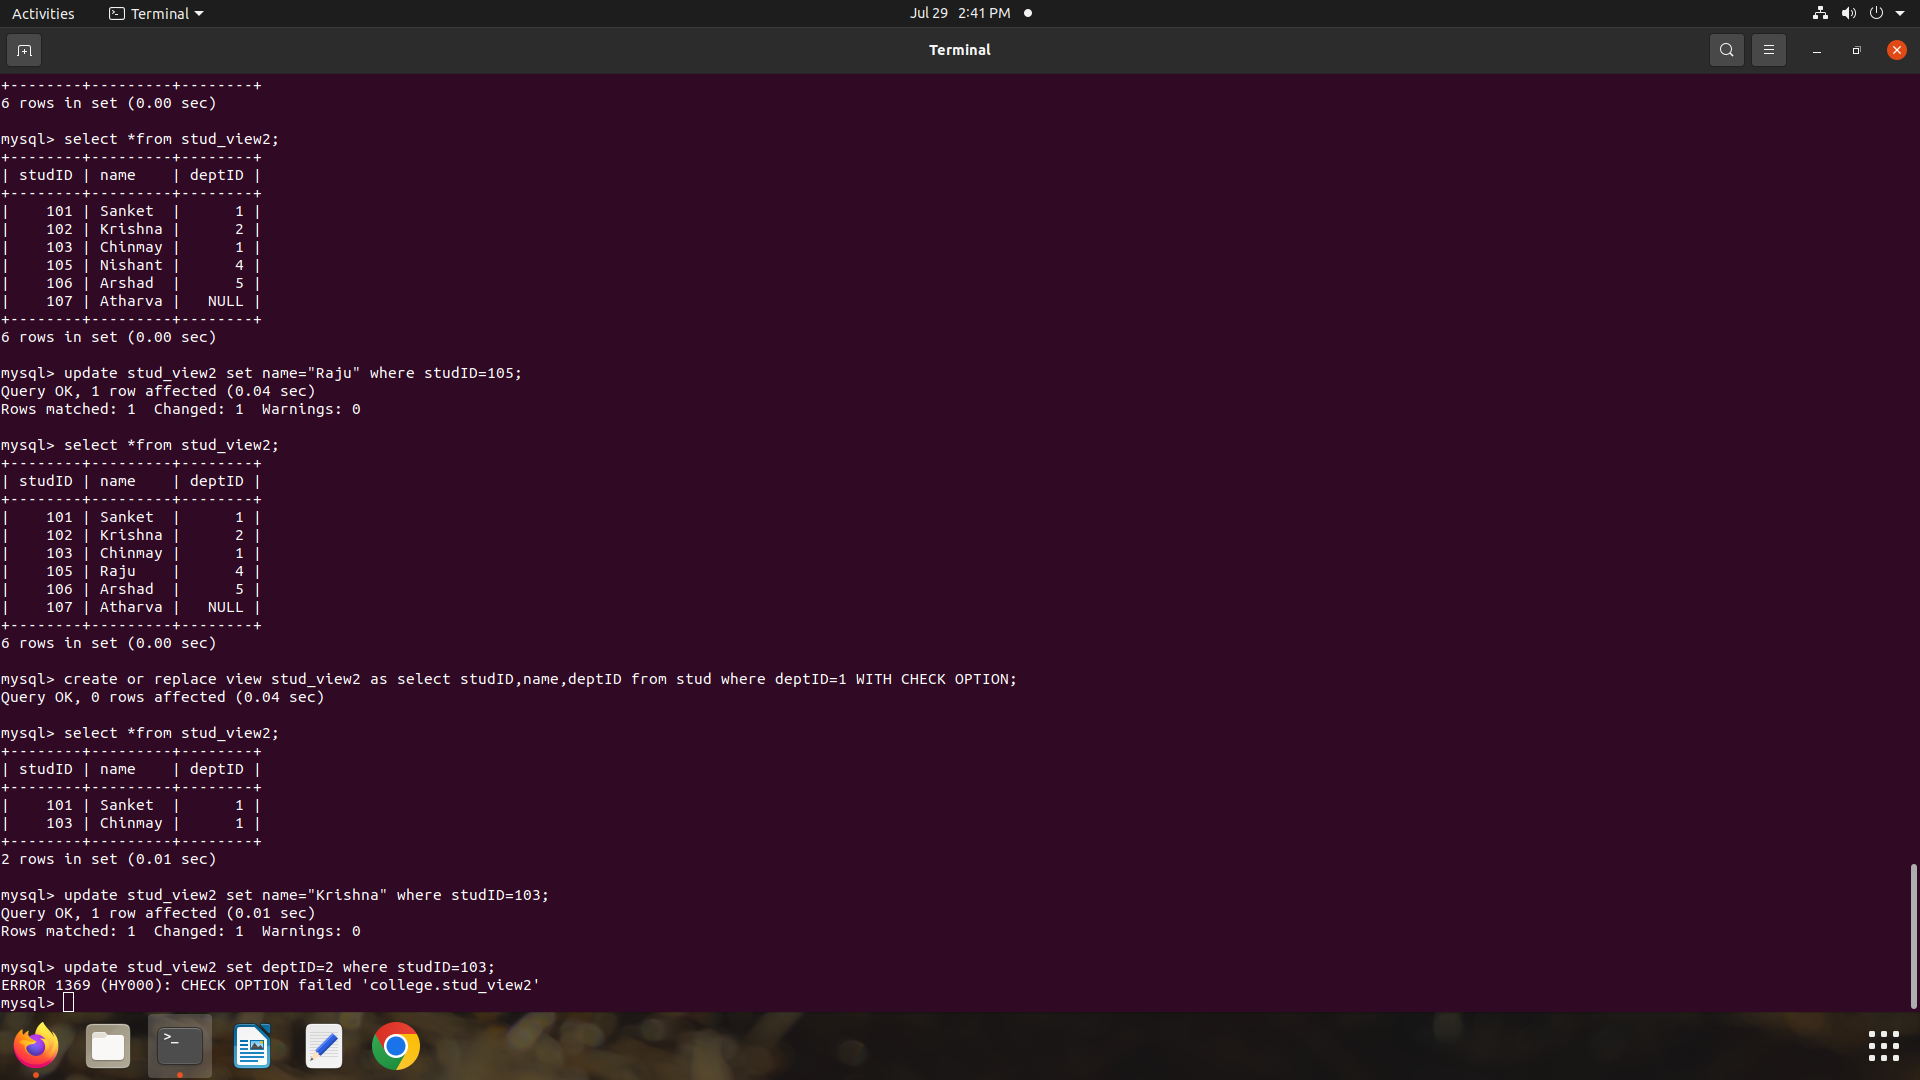 Activities Terminal Jul 29 2:41 PM
Terminal
+--------+---------+--------+
6 rows in set (0.00 sec)

mysql> select *from stud_view2;
+--------+---------+--------+
| studID | name    | deptID |
+--------+---------+--------+
|    101 | Sanket  |      1 |
|    102 | Krishna |      2 |
|    103 | Chinmay |      1 |
|    105 | Nishant |      4 |
|    106 | Arshad  |      5 |
|    107 | Atharva |   NULL |
+--------+---------+--------+
6 rows in set (0.00 sec)

mysql> update stud_view2 set name="Raju" where studID=105;
Query OK, 1 row affected (0.04 sec)
Rows matched: 1  Changed: 1  Warnings: 0

mysql> select *from stud_view2;
+--------+---------+--------+
| studID | name    | deptID |
+--------+---------+--------+
|    101 | Sanket  |      1 |
|    102 | Krishna |      2 |
|    103 | Chinmay |      1 |
|    105 | Raju    |      4 |
|    106 | Arshad  |      5 |
|    107 | Atharva |   NULL |
+--------+---------+--------+
6 rows in set (0.00 sec)

mysql> create or replace view stud_view2 as select studID,name,deptID from stud where deptID=1 WITH CHECK OPTION;
Query OK, 0 rows affected (0.04 sec)

mysql> select *from stud_view2;
+--------+---------+--------+
| studID | name    | deptID |
+--------+---------+--------+
|    101 | Sanket  |      1 |
|    103 | Chinmay |      1 |
+--------+---------+--------+
2 rows in set (0.01 sec)

mysql> update stud_view2 set name="Krishna" where studID=103;
Query OK, 1 row affected (0.01 sec)
Rows matched: 1  Changed: 1  Warnings: 0

mysql> update stud_view2 set deptID=2 where studID=103;
ERROR 1369 (HY000): CHECK OPTION failed 'college.stud_view2'
mysql>